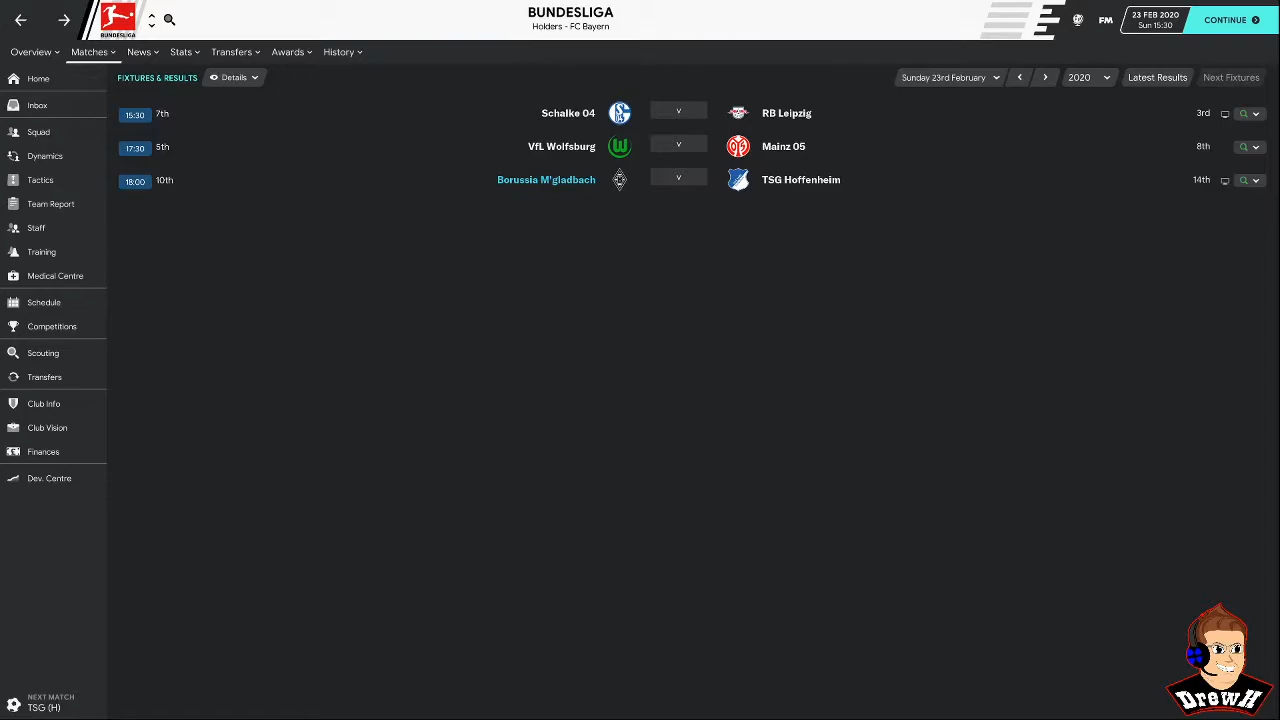 BUNDESLIGA
Holders - FC Bayern
BUNDESLIGA
FM
23 FEB 2020
Sun 15:30
CONTINUE
Overview
Matches
News
Stats
Transfers
Awards
History
FIXTURES & RESULTS
Details
Sunday 23rd February
2020
Latest Results
Next Fixtures
Home
Inbox
Squad
Dynamics
Tactics
Team Report
Staff
Training
Medical Centre
Schedule
Competitions
Scouting
Transfers
Club Info
Club Vision
Finances
Dev. Centre
15:30 7th Schalke 04 v RB Leipzig 3rd
17:30 5th VfL Wolfsburg v Mainz 05 8th
18:00 10th Borussia M'gladbach v TSG Hoffenheim 14th
NEXT MATCH
TSG (H)
DrewH